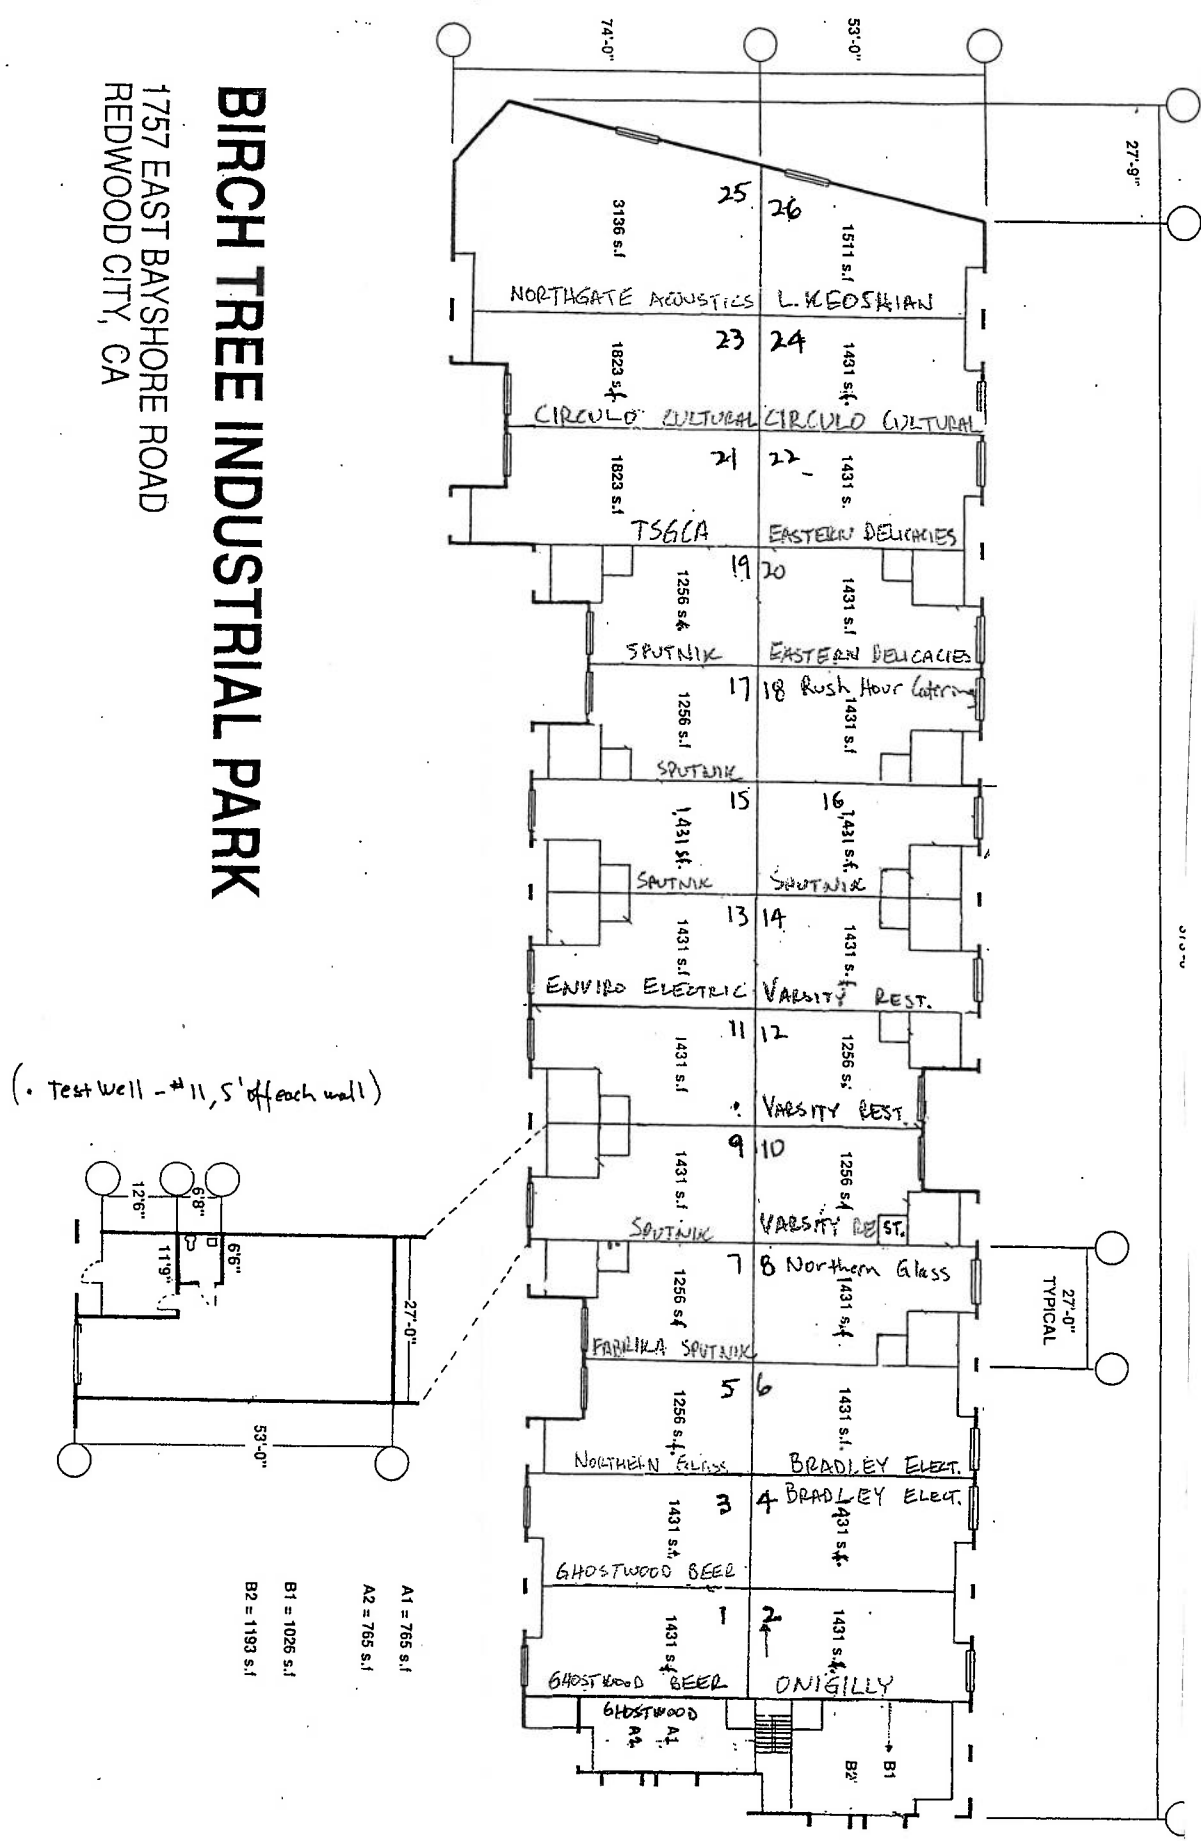 74'-0"
53'-0"
27'-9"
BIRCH TREE INDUSTRIAL PARK
1757 EAST BAYSHORE ROAD
REDWOOD CITY, CA
25 26
3136 s.f
1511 s.f
NORTHGATE ACOUSTICS L. KEOSHIAN
23 24
1823 s.f
1431 s.f.
CIRCULO CULTURAL CIRCULO CULTURAL
21 22
1823 s.f
1431 s.
TSGCA EASTERN DELICACIES
19 20
1256 s.f.
1431 s.f
SPUTNIK EASTERN DELICACIES
17 18 Rush Hour Catering
1256 s.f
1431 s.f
SPUTNIK
15 16
1,431 sf.
1,431 s.f.
SPUTNIK SPUTNIK
13 14
1431 s.f
1431 s.f
ENVIRO ELECTRIC VARSITY REST.
11 12
1431 s.f
1256 s.
VARSITY REST.
(. Test Well - #11, 5' off each wall)
9 10
1431 s.f
1256 s.f
SPUTNIK VARSITY REST.
12'6"
6'8"
6'6"
11'9"
27'-0"
53'-0"
7 8 Northern Glass
1256 s.f
1431 s.f
27'-0"
TYPICAL
FABRIKA SPUTNIK
5 6
1256 s.f.
1431 s.f.
NORTHERN GLASS BRADLEY ELECT.
3 4 BRADLEY ELECT.
1431 s.f.
1431 s.f.
GHOSTWOOD BEER
1 2
1431 s.f
1431 s.f.
GHOSTWOOD BEER ONIGILLY
GHOSTWOOD
A2 A1
B2 B1
A1 = 765 s.f
A2 = 765 s.f
B1 = 1026 s.f
B2 = 1193 s.f